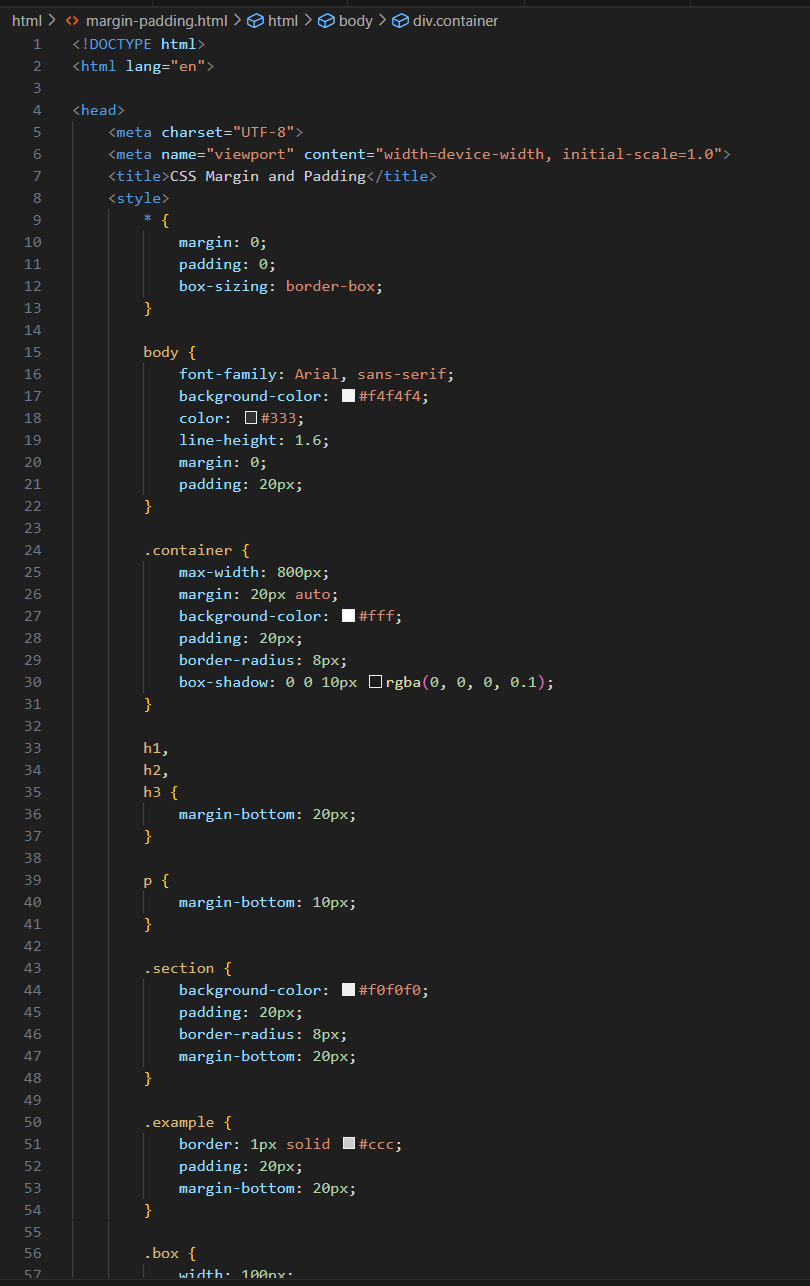 html > <> margin-padding.html > html > body > div.container
1 <!DOCTYPE html>
2 <html lang="en">
3
4 <head>
5     <meta charset="UTF-8">
6     <meta name="viewport" content="width=device-width, initial-scale=1.0">
7     <title>CSS Margin and Padding</title>
8     <style>
9         * {
10             margin: 0;
11             padding: 0;
12             box-sizing: border-box;
13         }
14
15         body {
16             font-family: Arial, sans-serif;
17             background-color: #f4f4f4;
18             color: #333;
19             line-height: 1.6;
20             margin: 0;
21             padding: 20px;
22         }
23
24         .container {
25             max-width: 800px;
26             margin: 20px auto;
27             background-color: #fff;
28             padding: 20px;
29             border-radius: 8px;
30             box-shadow: 0 0 10px rgba(0, 0, 0, 0.1);
31         }
32
33         h1,
34         h2,
35         h3 {
36             margin-bottom: 20px;
37         }
38
39         p {
40             margin-bottom: 10px;
41         }
42
43         .section {
44             background-color: #f0f0f0;
45             padding: 20px;
46             border-radius: 8px;
47             margin-bottom: 20px;
48         }
49
50         .example {
51             border: 1px solid #ccc;
52             padding: 20px;
53             margin-bottom: 20px;
54         }
55
56         .box {
57             width: 100px;